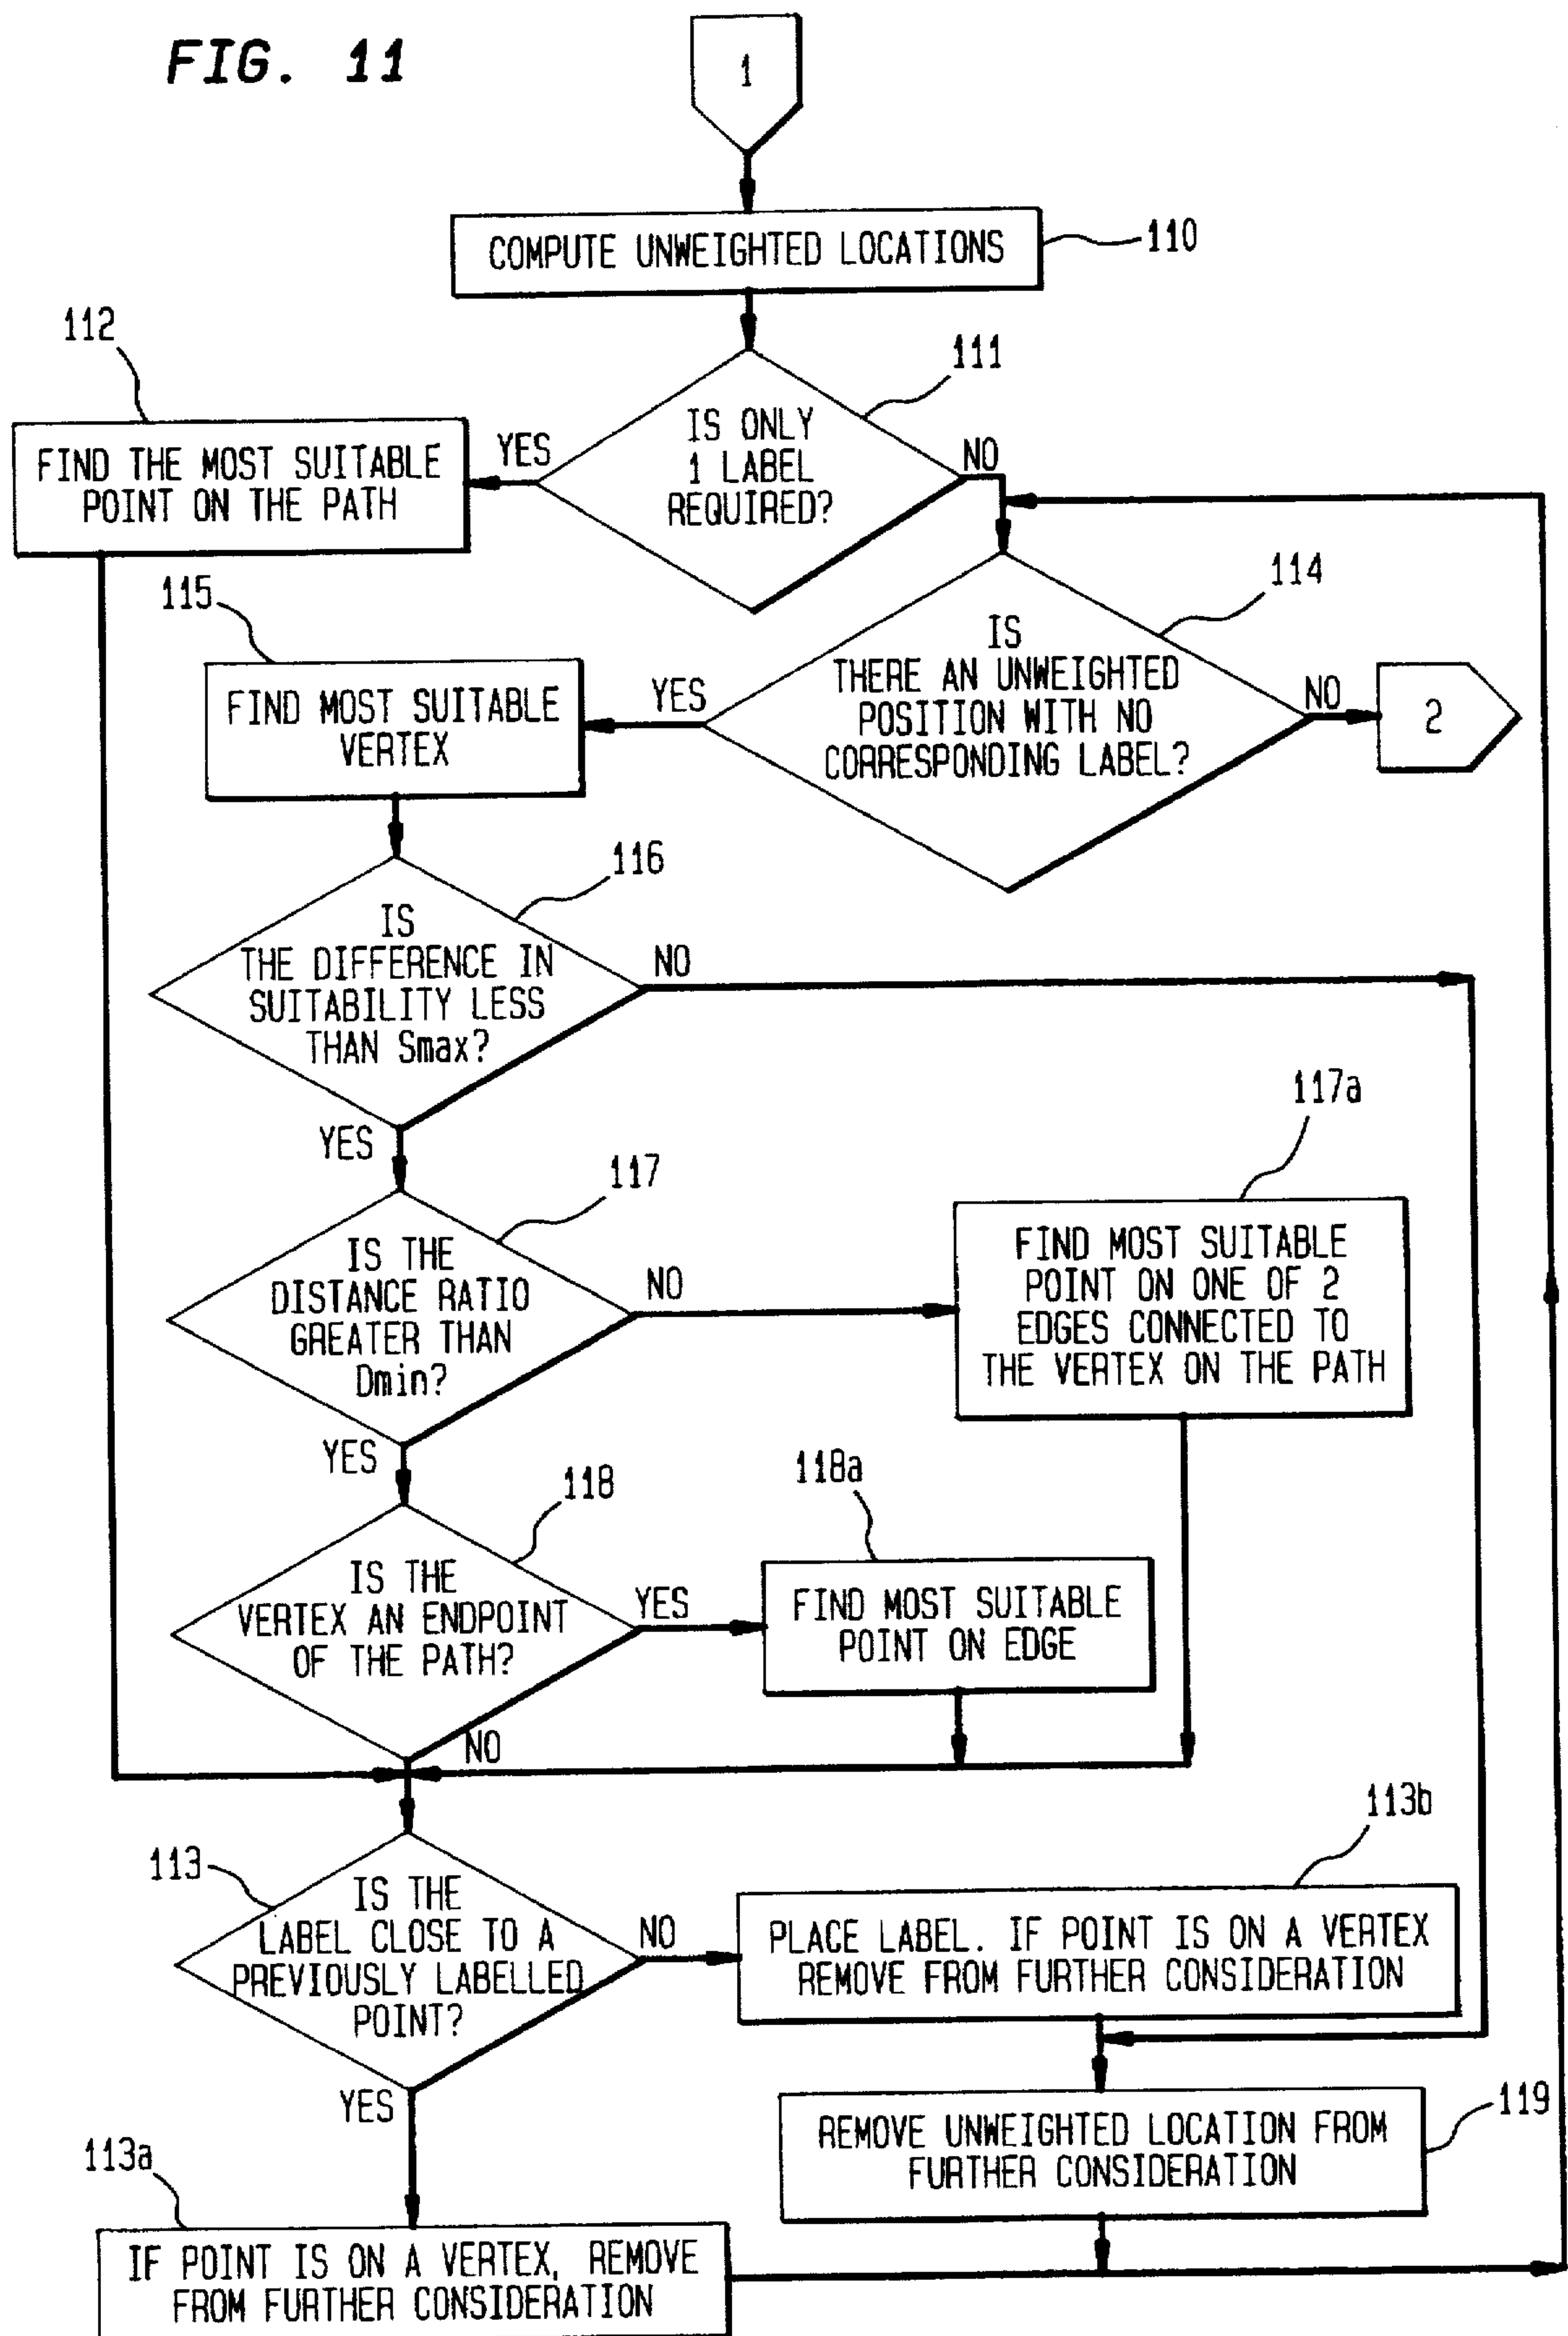 FIG. 11
1
COMPUTE UNWEIGHTED LOCATIONS
110
112
111
IS ONLY
1 LABEL
REQUIRED?
YES
NO
FIND THE MOST SUITABLE
POINT ON THE PATH
115
114
IS
THERE AN UNWEIGHTED
POSITION WITH NO
CORRESPONDING LABEL?
YES
NO
2
FIND MOST SUITABLE
VERTEX
116
IS
THE DIFFERENCE IN
SUITABILITY LESS
THAN Smax?
NO
YES
117
117a
IS THE
DISTANCE RATIO
GREATER THAN
Dmin?
NO
FIND MOST SUITABLE
POINT ON ONE OF 2
EDGES CONNECTED TO
THE VERTEX ON THE PATH
YES
118
118a
IS THE
VERTEX AN ENDPOINT
OF THE PATH?
YES
FIND MOST SUITABLE
POINT ON EDGE
NO
113
113b
IS THE
LABEL CLOSE TO A
PREVIOUSLY LABELLED
POINT?
NO
PLACE LABEL. IF POINT IS ON A VERTEX
REMOVE FROM FURTHER CONSIDERATION
YES
119
REMOVE UNWEIGHTED LOCATION FROM
FURTHER CONSIDERATION
113a
IF POINT IS ON A VERTEX, REMOVE
FROM FURTHER CONSIDERATION